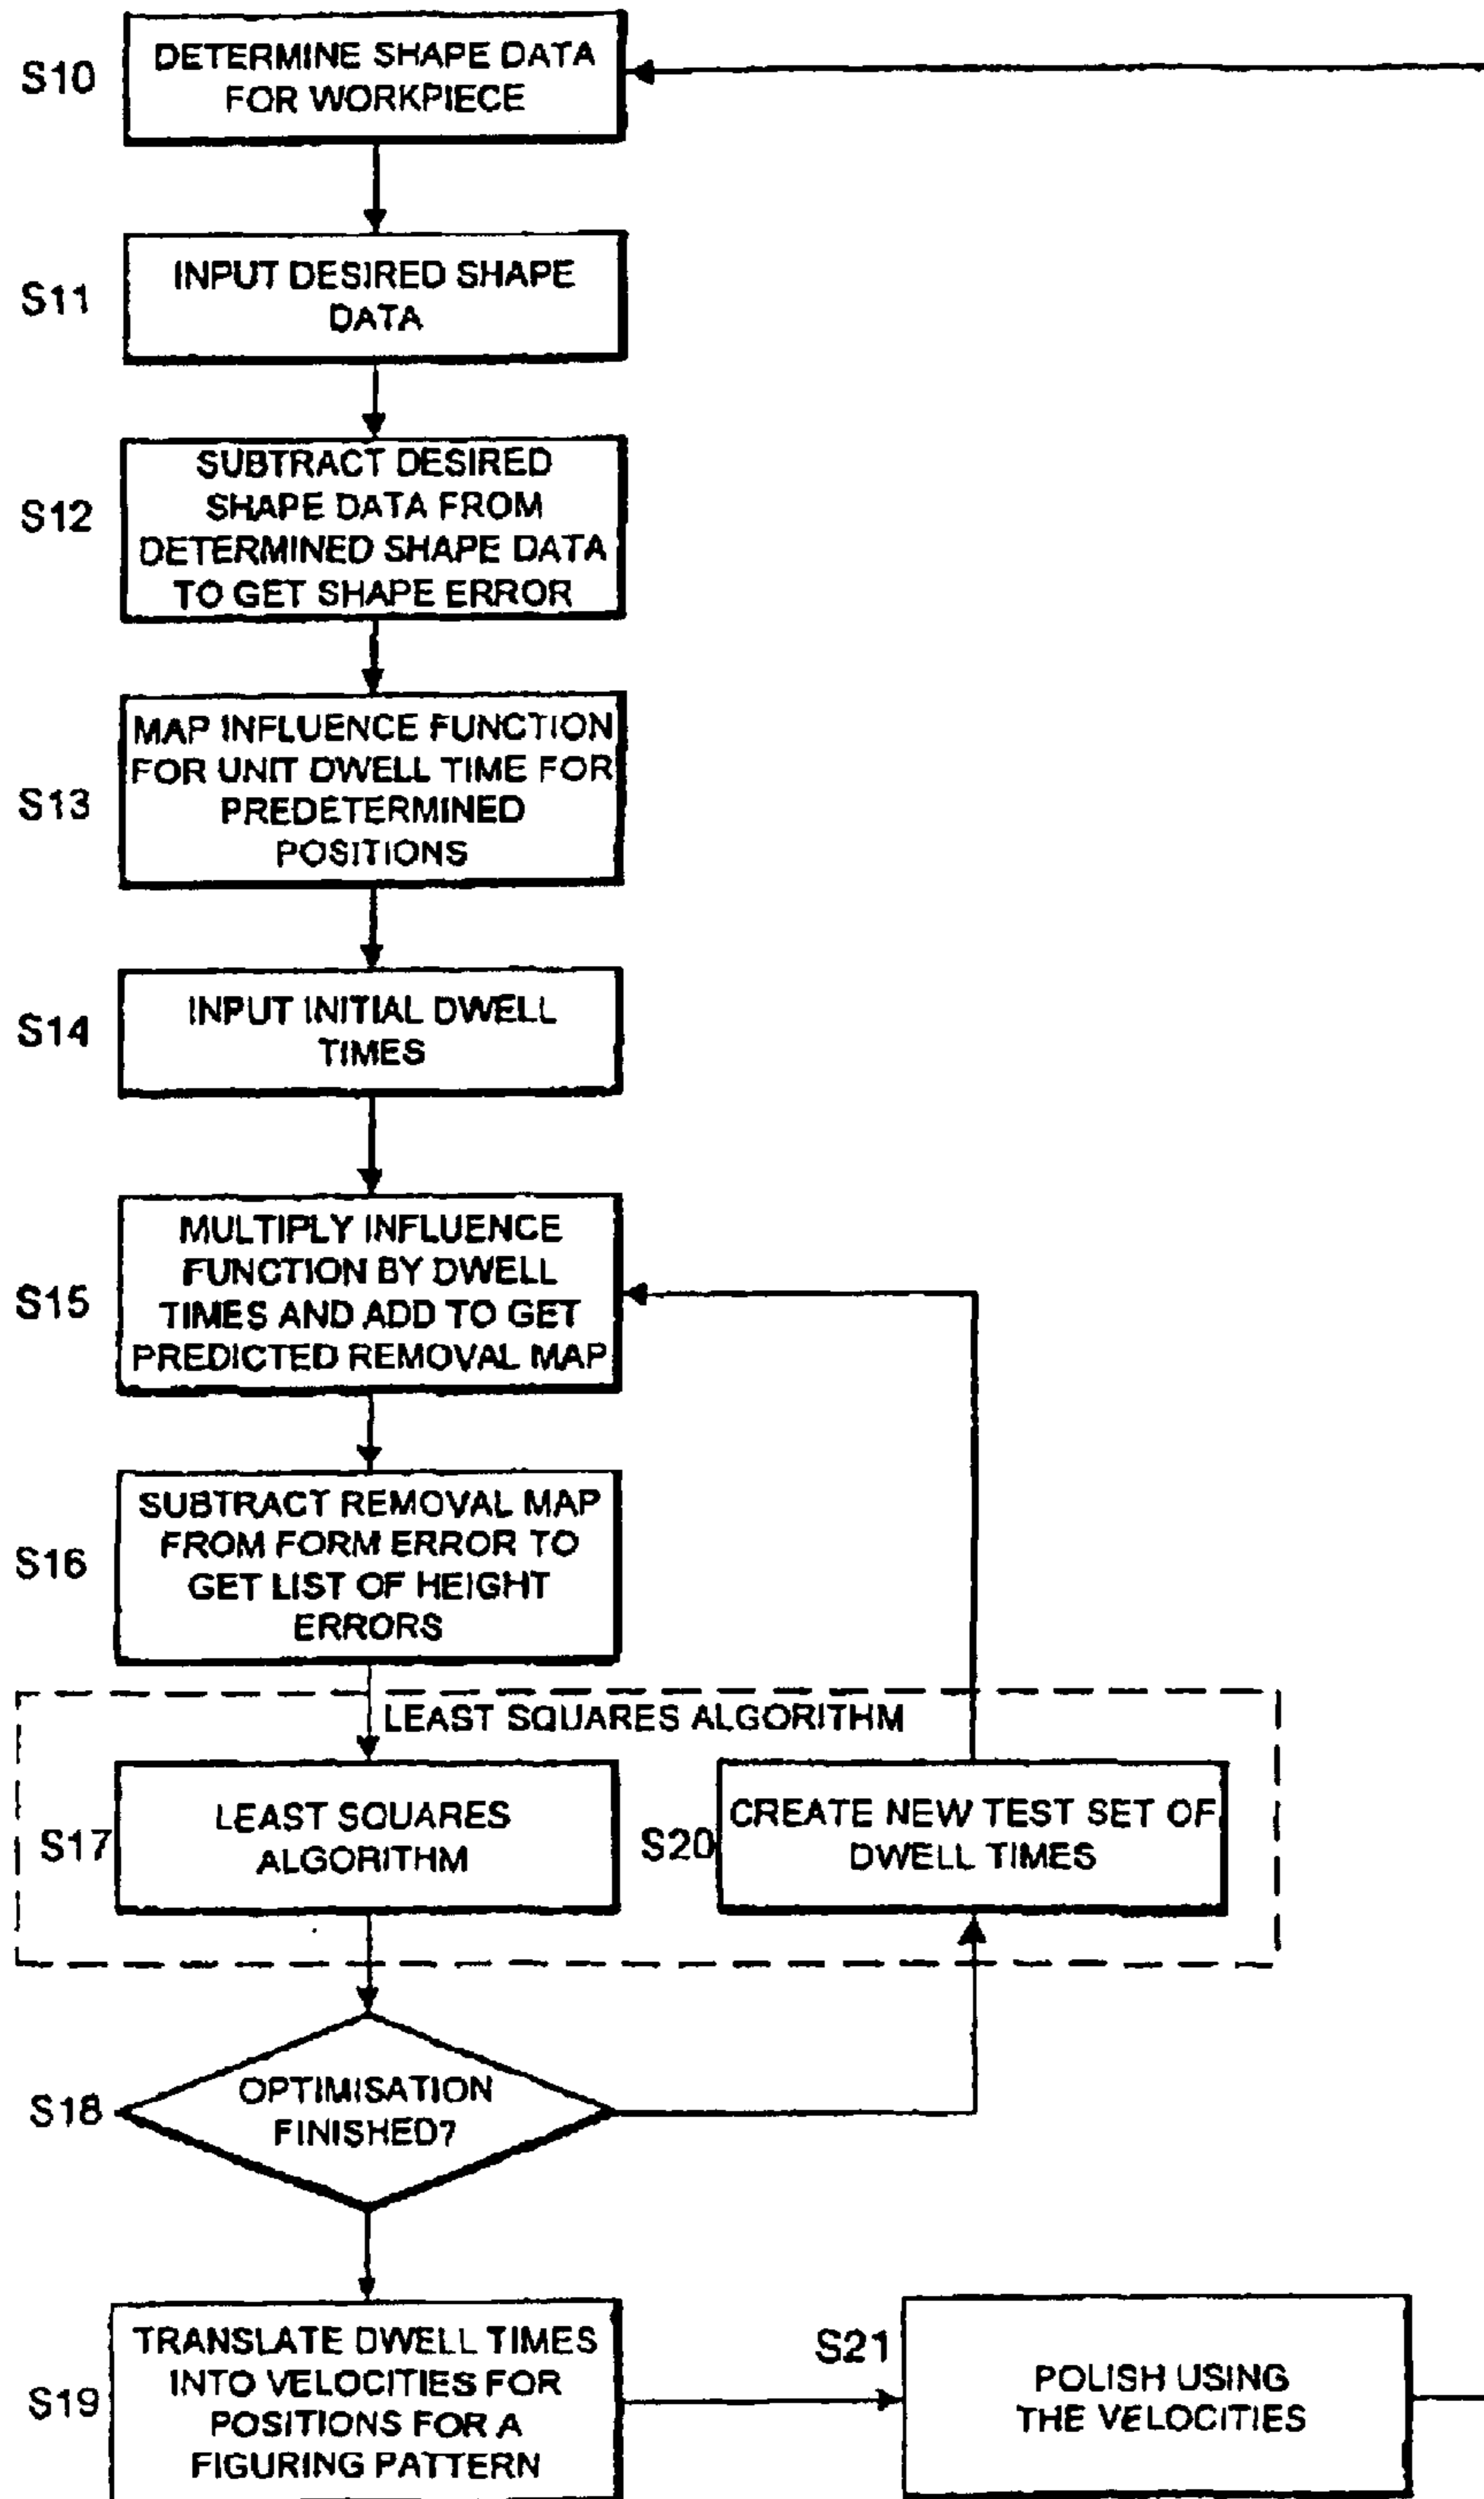 S10
DETERMINE SHAPE DATA
FOR WORKPIECE
S11
INPUT DESIRED SHAPE
DATA
S12
SUBTRACT DESIRED
SHAPE DATA FROM
DETERMINED SHAPE DATA
TO GET SHAPE ERROR
S13
MAP INFLUENCE FUNCTION
FOR UNIT DWELL TIME FOR
PREDETERMINED
POSITIONS
S14
INPUT INITIAL DWELL
TIMES
S15
MULTIPLY INFLUENCE
FUNCTION BY DWELL
TIMES AND ADD TO GET
PREDICTED REMOVAL MAP
S16
SUBTRACT REMOVAL MAP
FROM FORM ERROR TO
GET LIST OF HEIGHT
ERRORS
LEAST SQUARES ALGORITHM
S17
LEAST SQUARES
ALGORITHM
S20
CREATE NEW TEST SET OF
DWELL TIMES
S18
OPTIMISATION
FINISHED?
S19
TRANSLATE DWELL TIMES
INTO VELOCITIES FOR
POSITIONS FOR A
FIGURING PATTERN
S21
POLISH USING
THE VELOCITIES